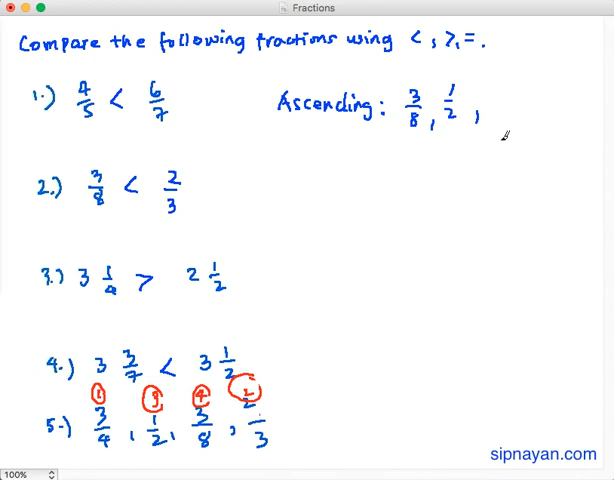 Fractions
Compare the following fractions using <, >, =.
1.) 4/5 < 6/7
Ascending: 3/8, 1/2,
2.) 3/8 < 2/3
3.) 3 1/4 > 2 1/2
4.) 3 3/7 < 3 1/2
1 3 4 2
5.) 3/4, 1/2, 3/8, 2/3
sipnayan.com
100%